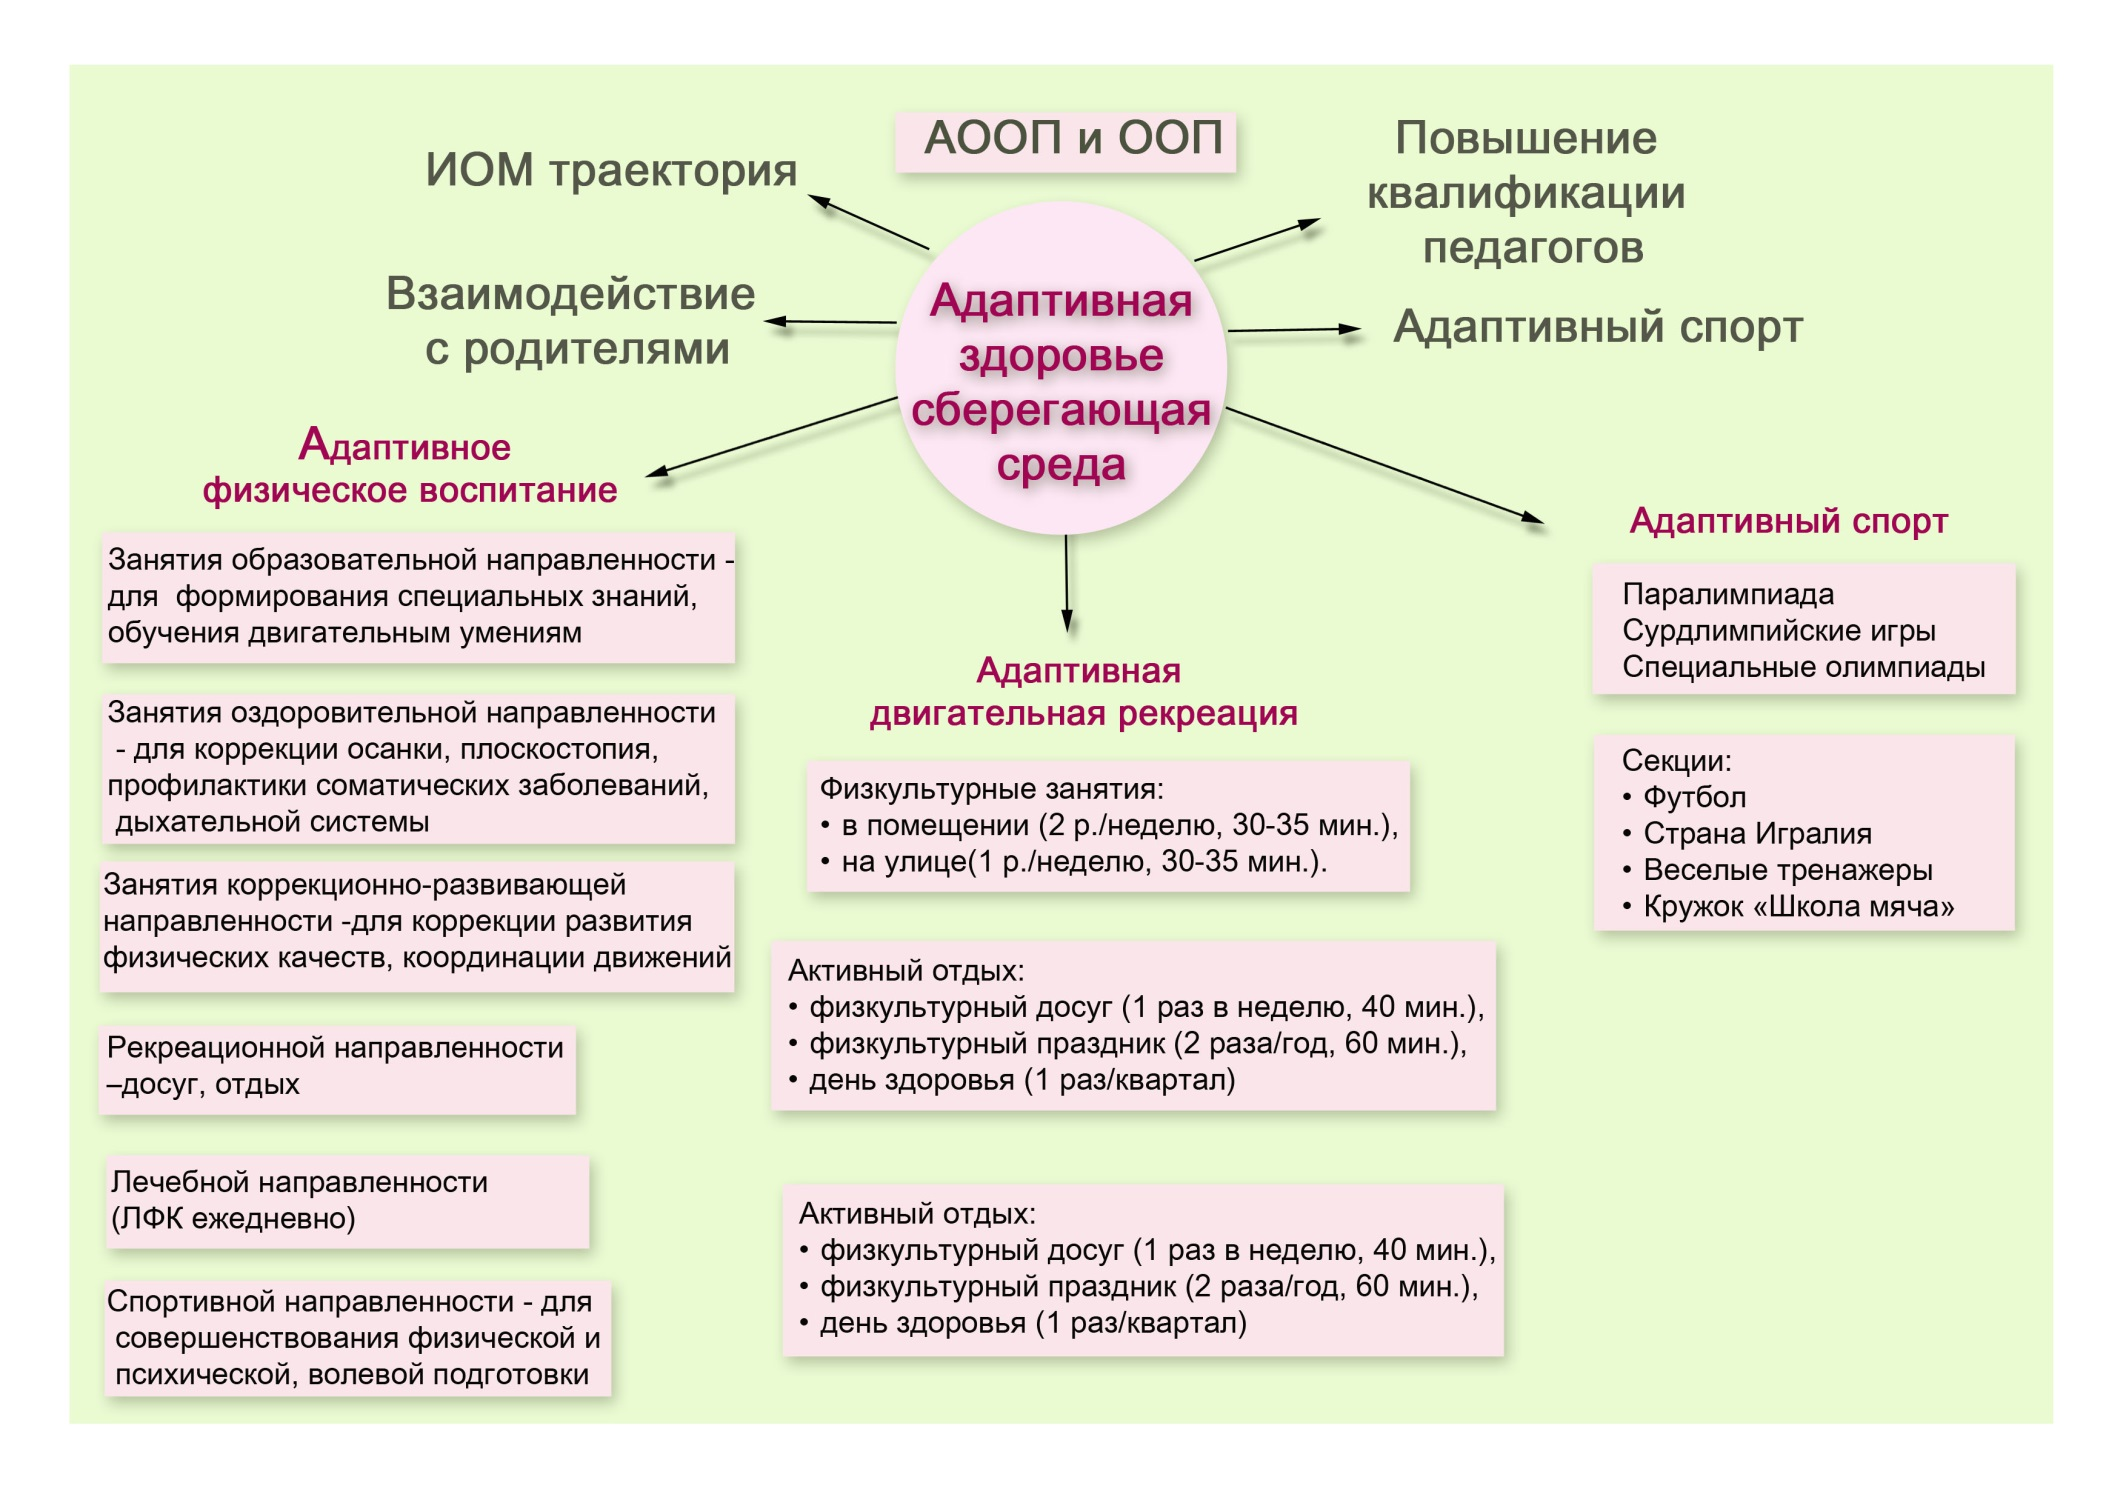 АООП и ООП
ИОМ траектория
Повышение
квалификации
педагогов
Взаимодействие
с родителями
Адаптивная
здоровье
сберегающая
среда
Адаптивный спорт
Адаптивное
физическое воспитание
Занятия образовательной направленности -
для формирования специальных знаний,
обучения двигательным умениям
Занятия оздоровительной направленности
- для коррекции осанки, плоскостопия,
профилактики соматических заболеваний,
дыхательной системы
Занятия коррекционно-развивающей
направленности -для коррекции развития
физических качеств, координации движений
Рекреационной направленности
–досуг, отдых
Лечебной направленности
(ЛФК ежедневно)
Спортивной направленности - для
совершенствования физической и
психической, волевой подготовки
Адаптивная
двигательная рекреация
Физкультурные занятия:
• в помещении (2 р./неделю, 30-35 мин.),
• на улице(1 р./неделю, 30-35 мин.).
Активный отдых:
• физкультурный досуг (1 раз в неделю, 40 мин.),
• физкультурный праздник (2 раза/год, 60 мин.),
• день здоровья (1 раз/квартал)
Активный отдых:
• физкультурный досуг (1 раз в неделю, 40 мин.),
• физкультурный праздник (2 раза/год, 60 мин.),
• день здоровья (1 раз/квартал)
Адаптивный спорт
Паралимпиада
Сурдлимпийские игры
Специальные олимпиады
Секции:
• Футбол
• Страна Игралия
• Веселые тренажеры
• Кружок «Школа мяча»